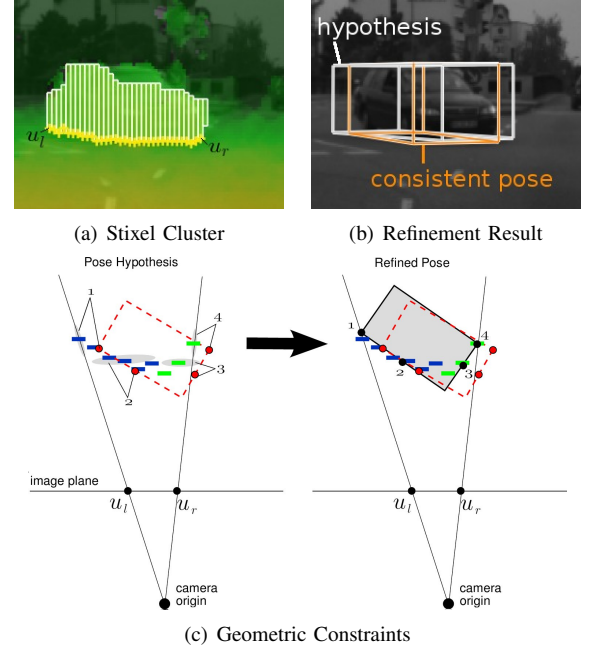 hypothesis
u_l
u_r
consistent pose
(a) Stixel Cluster
(b) Refinement Result
Pose Hypothesis
Refined Pose
1
4
3
2
1
4
2
3
image plane
u_l
u_r
u_l
u_r
camera
origin
camera
origin
(c) Geometric Constraints